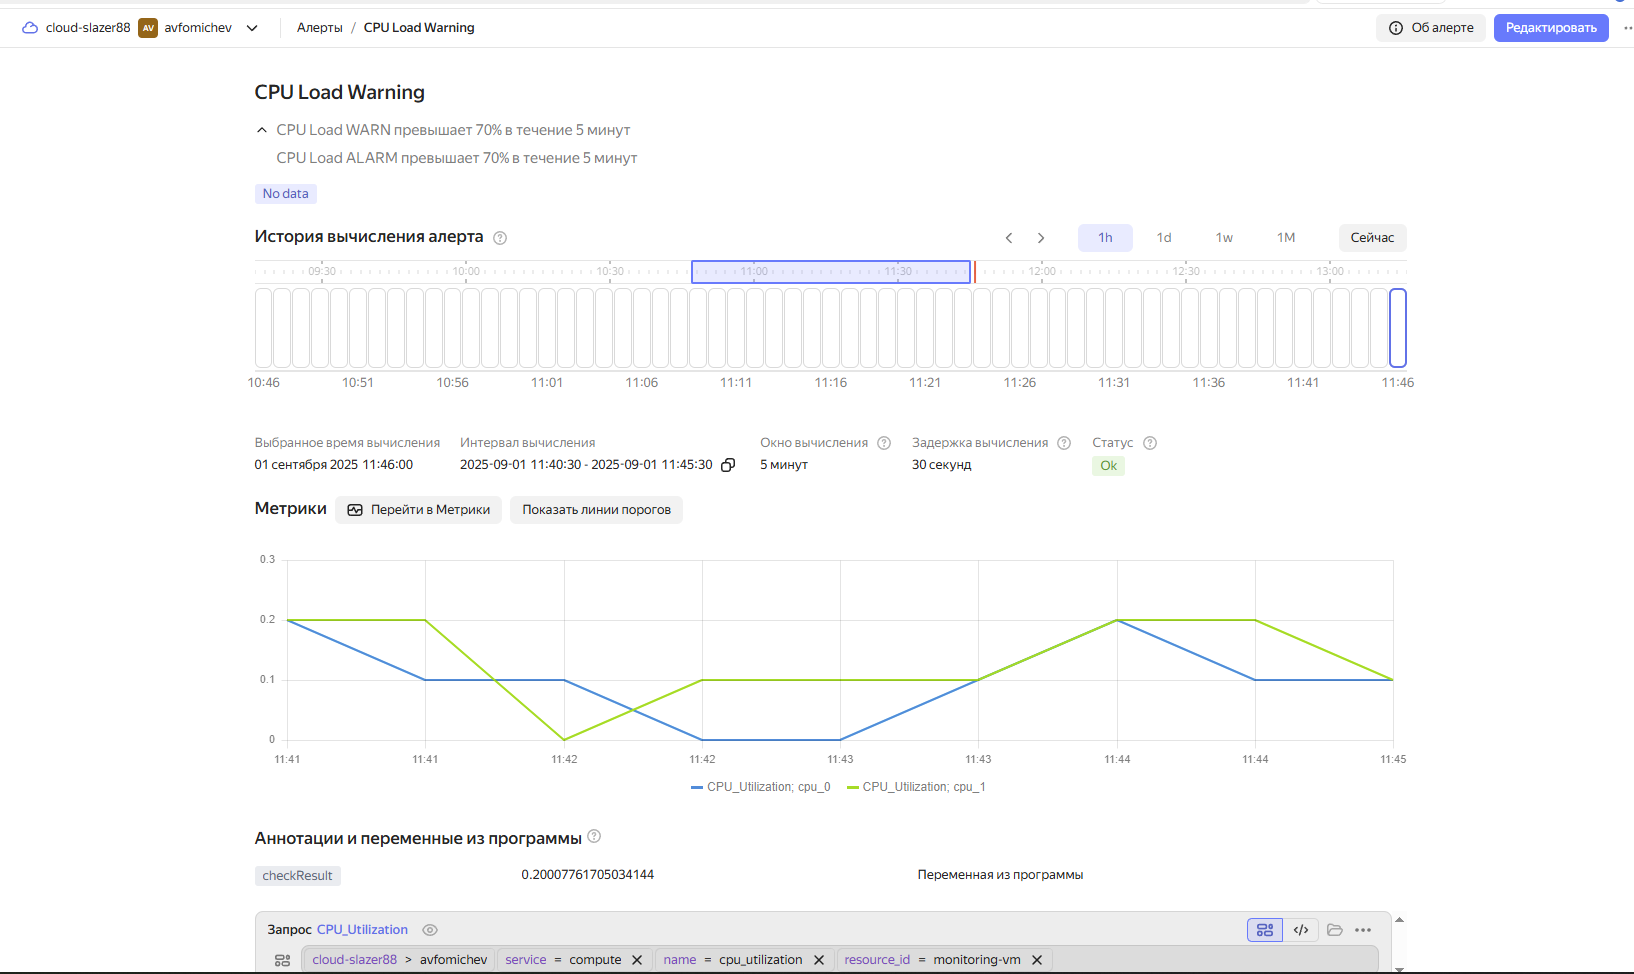 cloud-slazer88 AV avfomichev Алерты / CPU Load Warning Об алерте Редактировать
CPU Load Warning
CPU Load WARN превышает 70% в течение 5 минут
CPU Load ALARM превышает 70% в течение 5 минут
No data
История вычисления алерта 1h 1d 1w 1M Сейчас
09:30 10:00 10:30 11:00 11:30 12:00 12:30 13:00
10:46 10:51 10:56 11:01 11:06 11:11 11:16 11:21 11:26 11:31 11:36 11:41 11:46
Выбранное время вычисления Интервал вычисления Окно вычисления Задержка вычисления Статус
01 сентября 2025 11:46:00 2025-09-01 11:40:30 - 2025-09-01 11:45:30 5 минут 30 секунд Ok
Метрики Перейти в Метрики Показать линии порогов
0.3
0.2
0.1
0
11:41 11:41 11:42 11:42 11:43 11:43 11:44 11:44 11:45
CPU_Utilization; cpu_0 CPU_Utilization; cpu_1
Аннотации и переменные из программы
checkResult 0.20007761705034144 Переменная из программы
Запрос CPU_Utilization
cloud-slazer88 > avfomichev service = compute name = cpu_utilization resource_id = monitoring-vm